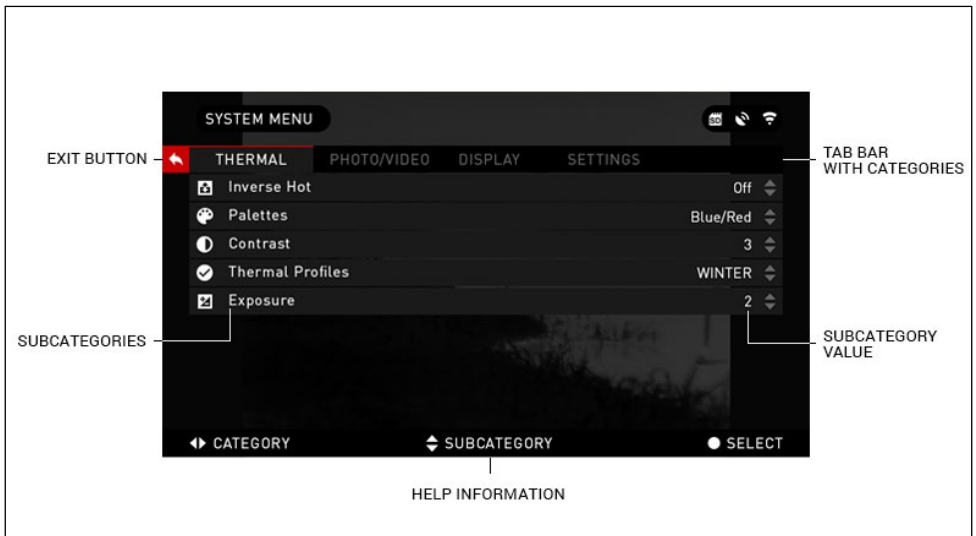 SYSTEM MENU
SD
EXIT BUTTON
THERMAL PHOTO/VIDEO DISPLAY SETTINGS
TAB BAR
WITH CATEGORIES
Inverse Hot Off
Palettes Blue/Red
Contrast 3
Thermal Profiles WINTER
Exposure 2
SUBCATEGORIES
SUBCATEGORY
VALUE
CATEGORY SUBCATEGORY SELECT
HELP INFORMATION